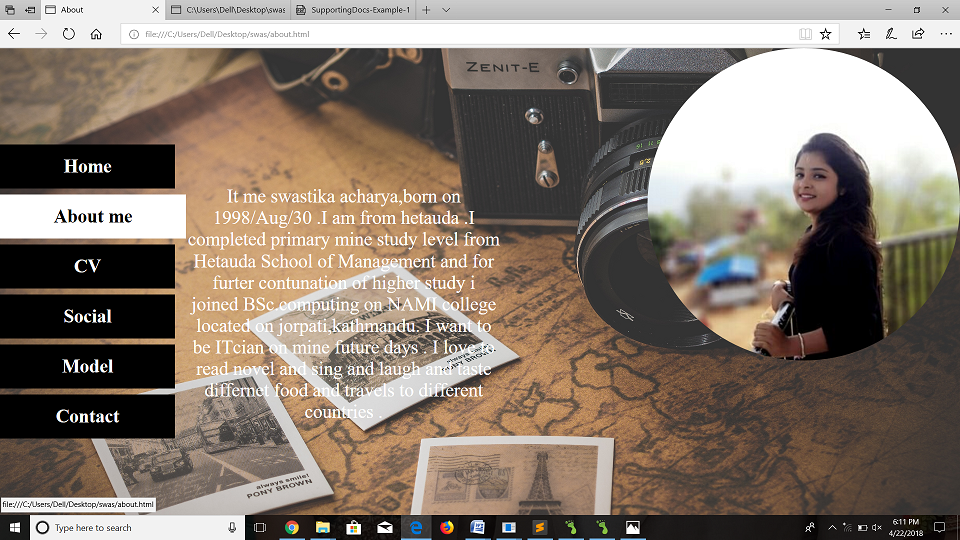 About
C:\Users\Dell\Desktop\swas
SupportingDocs-Example-1
file:///C:/Users/Dell/Desktop/swas/about.html
ZENIT-E
Home
About me
CV
Social
Model
Contact
It me swastika acharya,born on
1998/Aug/30 .I am from hetauda .I
completed primary mine study level from
Hetauda School of Management and for
furter contunation of higher study i
joined BSc.computing on NAMI college
located on jorpati,kathmandu. I want to
be ITcian on mine future days . I love to
read novel and sing and laugh and taste
differnet food and travels to different
countries .
always smile!
PONY BROWN
always smile!
PONY BROWN
file:///C:/Users/Dell/Desktop/swas/about.html
Type here to search
6:11 PM
4/22/2018